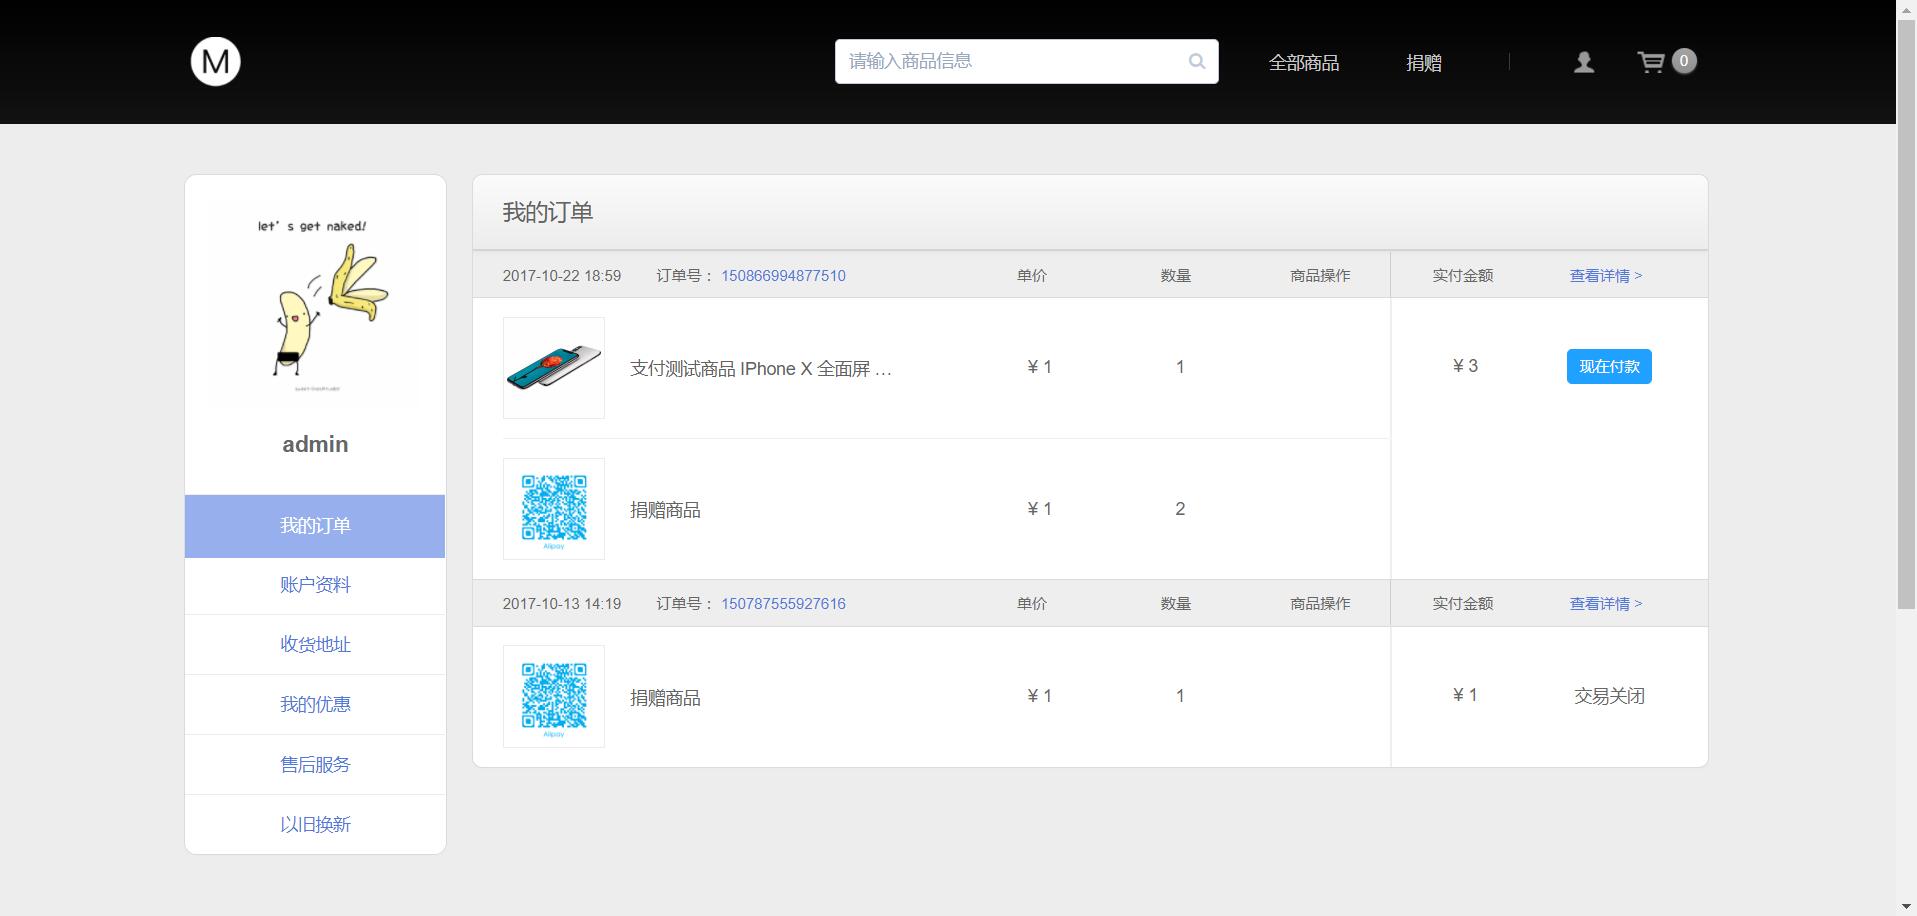 M
请输入商品信息
全部商品
捐赠
0
let's get naked!
admin
我的订单
账户资料
收货地址
我的优惠
售后服务
以旧换新
我的订单
2017-10-22 18:59 订单号： 150866994877510 单价 数量 商品操作 实付金额 查看详情 >
支付测试商品 IPhone X 全面屏 … ¥ 1 1 ¥ 3 现在付款
Alipay
捐赠商品 ¥ 1 2
2017-10-13 14:19 订单号： 150787555927616 单价 数量 商品操作 实付金额 查看详情 >
捐赠商品 ¥ 1 1 ¥ 1 交易关闭
Alipay